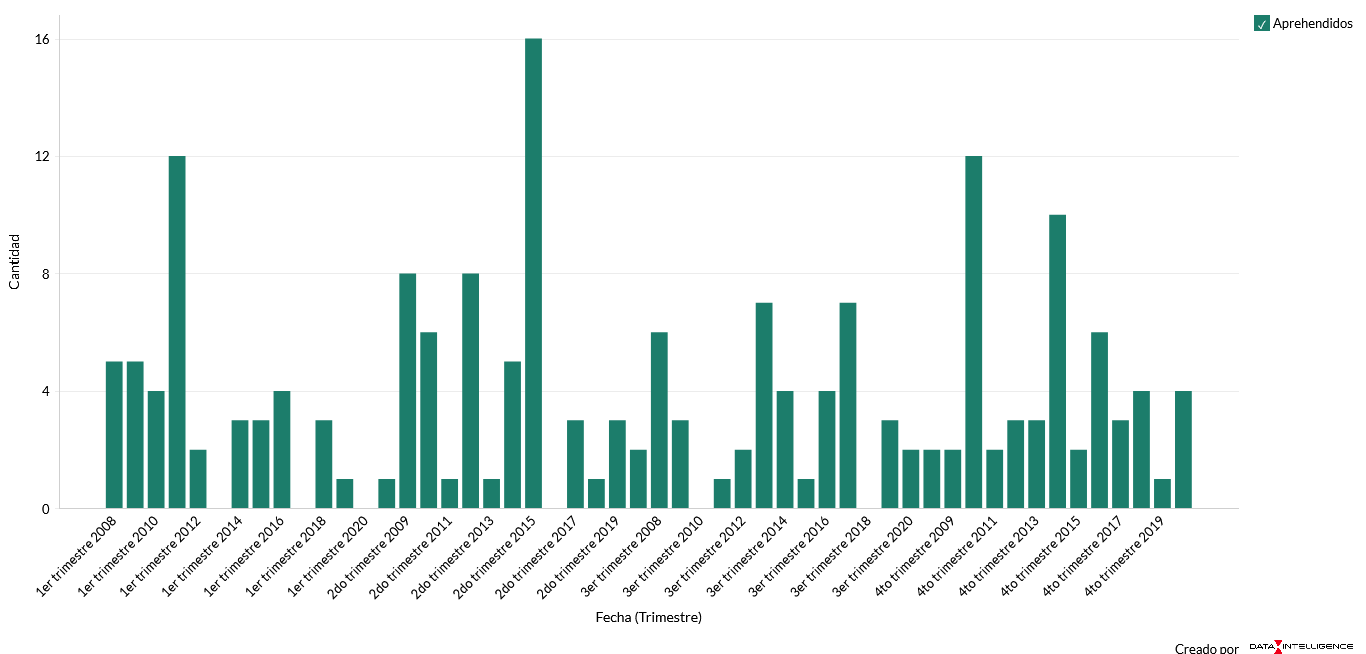 Aprehendidos
16
12
8
4
0
Cantidad
1er trimestre 2008
1er trimestre 2010
1er trimestre 2012
1er trimestre 2014
1er trimestre 2016
1er trimestre 2018
1er trimestre 2020
2do trimestre 2009
2do trimestre 2011
2do trimestre 2013
2do trimestre 2015
2do trimestre 2017
2do trimestre 2019
3er trimestre 2008
3er trimestre 2010
3er trimestre 2012
3er trimestre 2014
3er trimestre 2016
3er trimestre 2018
3er trimestre 2020
4to trimestre 2009
4to trimestre 2011
4to trimestre 2013
4to trimestre 2015
4to trimestre 2017
4to trimestre 2019
Fecha (Trimestre)
Creado por DATA INTELLIGENCE